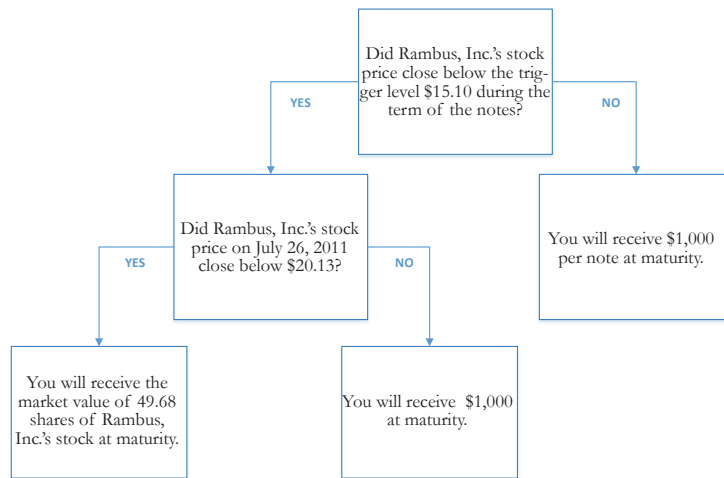 Did Rambus, Inc.'s stock
price close below the trig-
ger level $15.10 during the
term of the notes?
YES
NO
Did Rambus, Inc.'s stock
price on July 26, 2011
close below $20.13?
You will receive $1,000
per note at maturity.
YES
NO
You will receive the
market value of 49.68
shares of Rambus,
Inc.'s stock at maturity.
You will receive $1,000
at maturity.